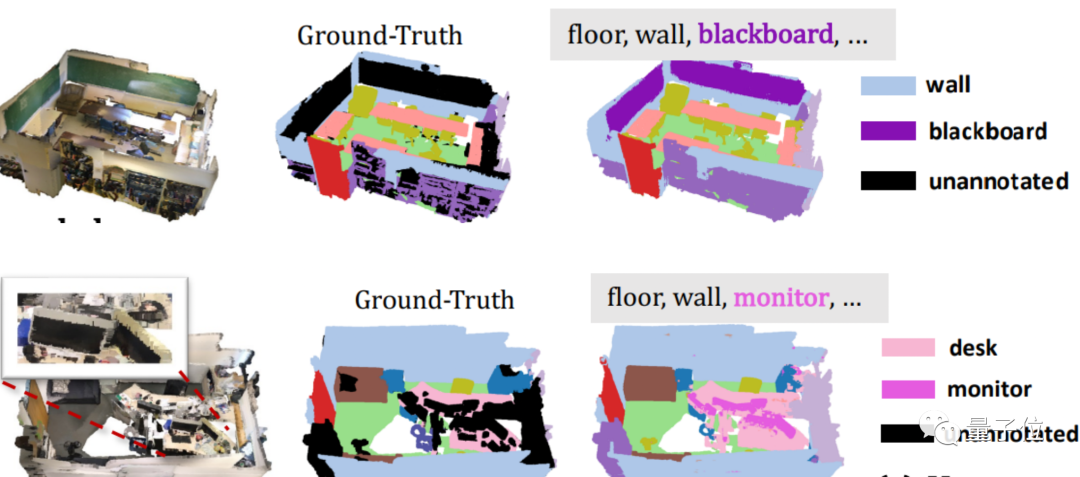 Ground-Truth
floor, wall, blackboard, ...
wall
blackboard
unannotated
Ground-Truth
floor, wall, monitor, ...
desk
monitor
unannotated
量子位